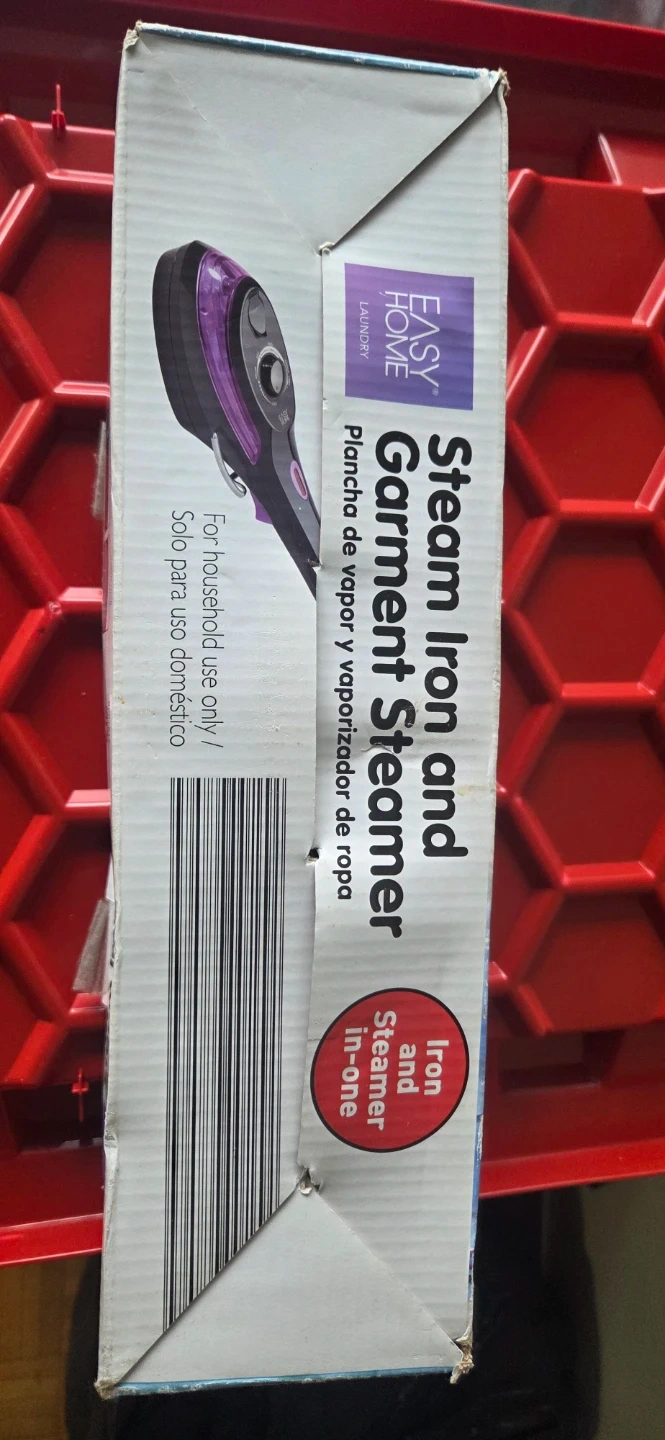 EASY®
HOME
LAUNDRY
Steam Iron and
Garment Steamer
Plancha de vapor y vaporizador de ropa
Iron
and
Steamer
in-one
For household use only /
Solo para uso doméstico